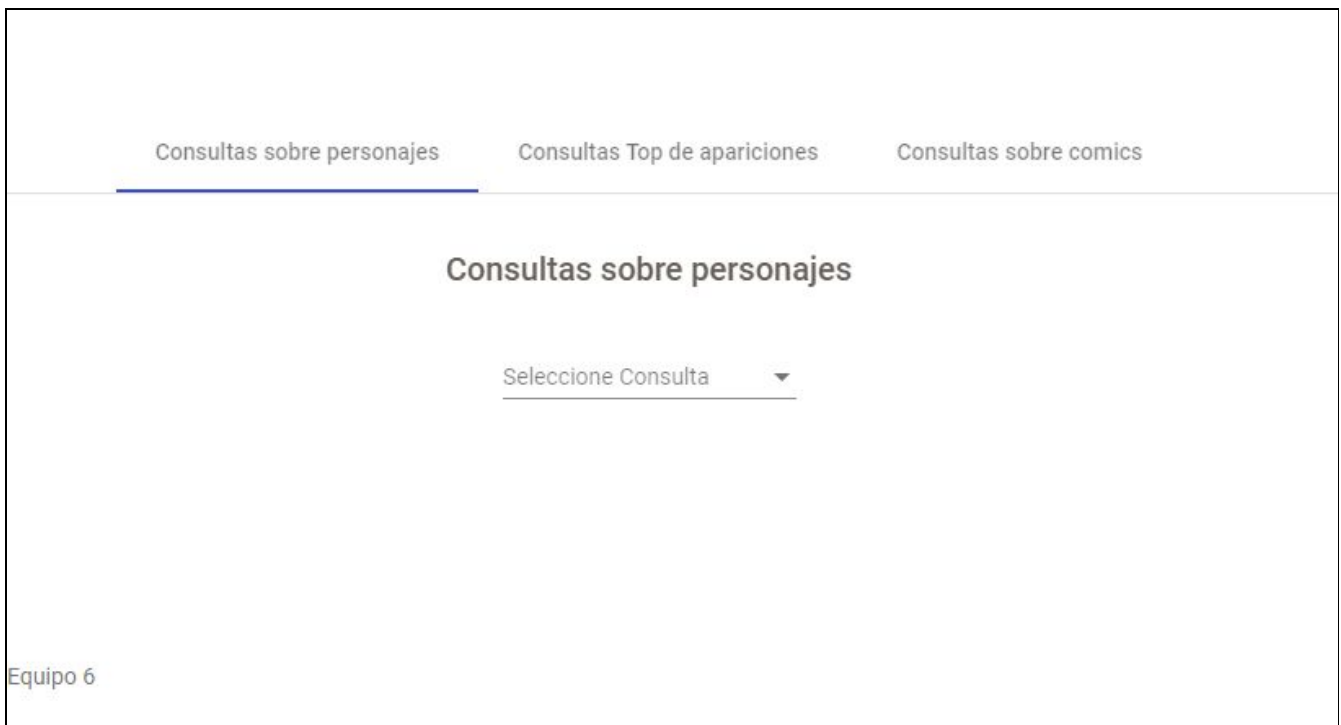 Consultas sobre personajes Consultas Top de apariciones Consultas sobre comics
Consultas sobre personajes
Seleccione Consulta
Equipo 6